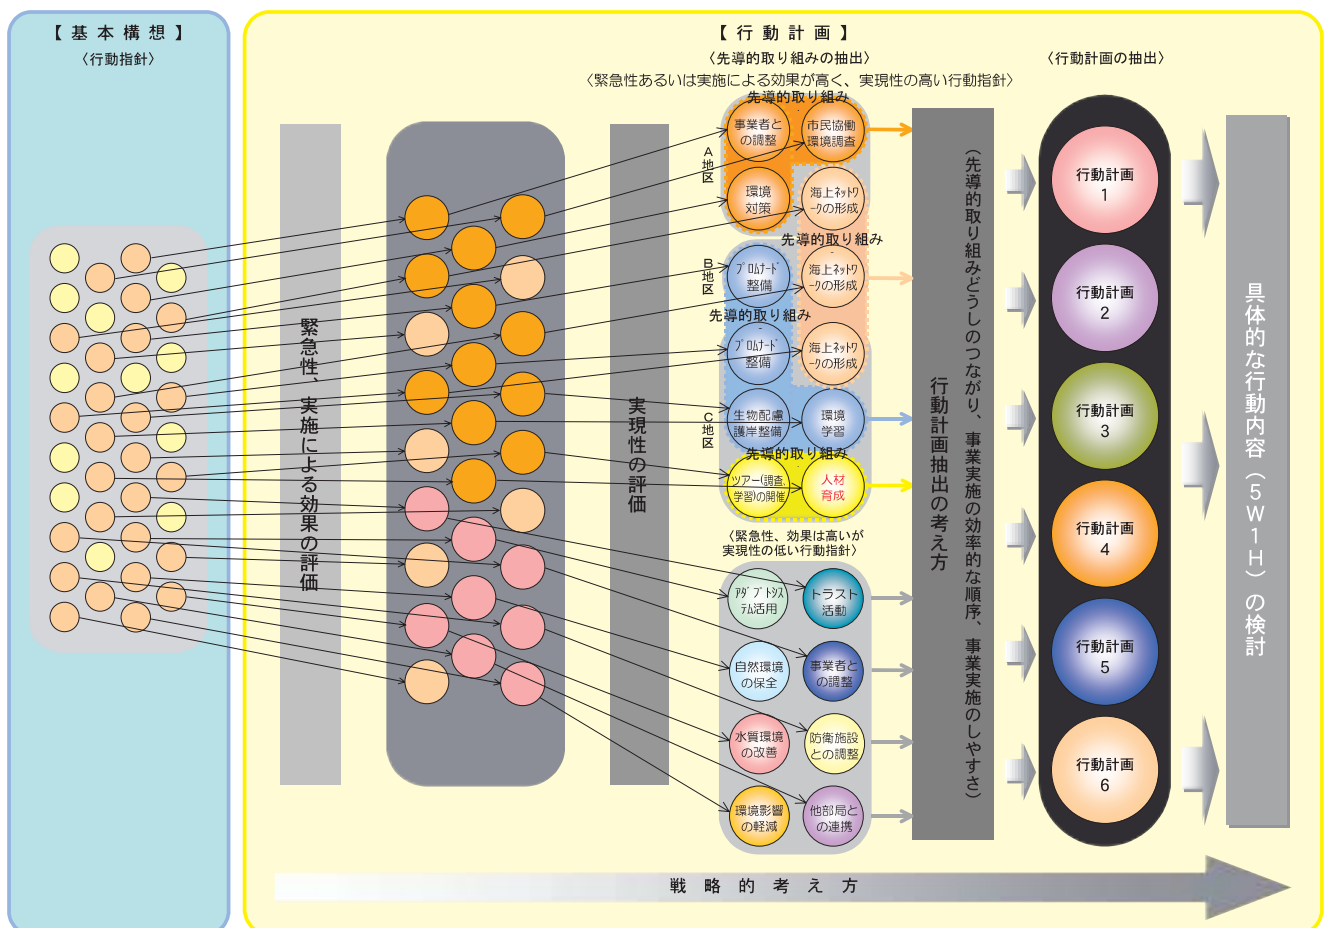 【 基 本 構 想 】
〈行動指針〉
【 行 動 計 画 】
〈先導的取り組みの抽出〉
〈緊急性あるいは実施による効果が高く、実現性の高い行動指針〉
〈行動計画の抽出〉
緊急性、実施による効果の評価
実現性の評価
先導的取り組み
A地区
事業者と
の調整
市民協働
環境調査
環境
対策
海上ネットワ
ークの形成
先導的取り組み
B地区
プロムナード
整備
海上ネットワ
ークの形成
先導的取り組み
プロムナード
整備
海上ネットワ
ークの形成
C地区
生物配慮
護岸整備
環境
学習
先導的取り組み
ツアー(調査、
学習)の開催
人材
育成
〈緊急性、効果は高いが
実現性の低い行動指針〉
アダプトシス
テム活用
トラスト
活動
自然環境
の保全
事業者と
の調整
水質環境
の改善
防衛施設
との調整
環境影響
の軽減
他部局と
の連携
行動計画抽出の考え方
（先導的取り組みどうしのつながり、事業実施の効率的な順序、事業実施のしやすさ）
行動計画
1
行動計画
2
行動計画
3
行動計画
4
行動計画
5
行動計画
6
具体的な行動内容（５Ｗ１Ｈ）の検討
戦 略 的 考 え 方